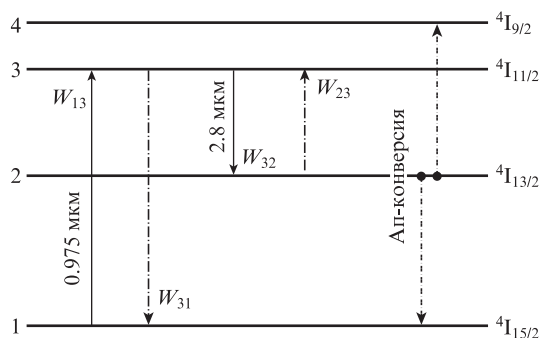 4 ⁴I₉/₂
3 ⁴I₁₁/₂
W₁₃
W₂₃
2.8 мкм
W₃₂
2 ⁴I₁₃/₂
Ап-конверсия
0.975 мкм
W₃₁
1 ⁴I₁₅/₂